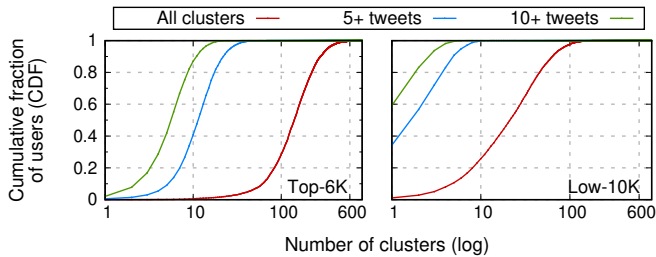 All clusters 5+ tweets 10+ tweets
Cumulative fraction
of users (CDF)
1
0.8
0.6
0.4
0.2
0
1 10 100 600
Top-6K
1 10 100 600
Low-10K
Number of clusters (log)